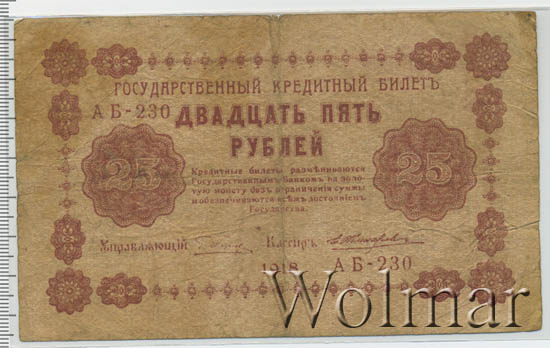 ГОСУДАРСТВЕННЫЙ КРЕДИТНЫЙ БИЛЕТЪ
АБ-230 ДВАДЦАТЬ ПЯТЬ
РУБЛЕЙ
25 25
Кредитные билеты размѣниваются
Государственнымъ Банкомъ на золо-
тую монету безъ ограниченія суммы
и обезпечиваются всѣмъ достояніемъ
Государства.
Управляющій Кассиръ
1918 АБ-230
Wolmar